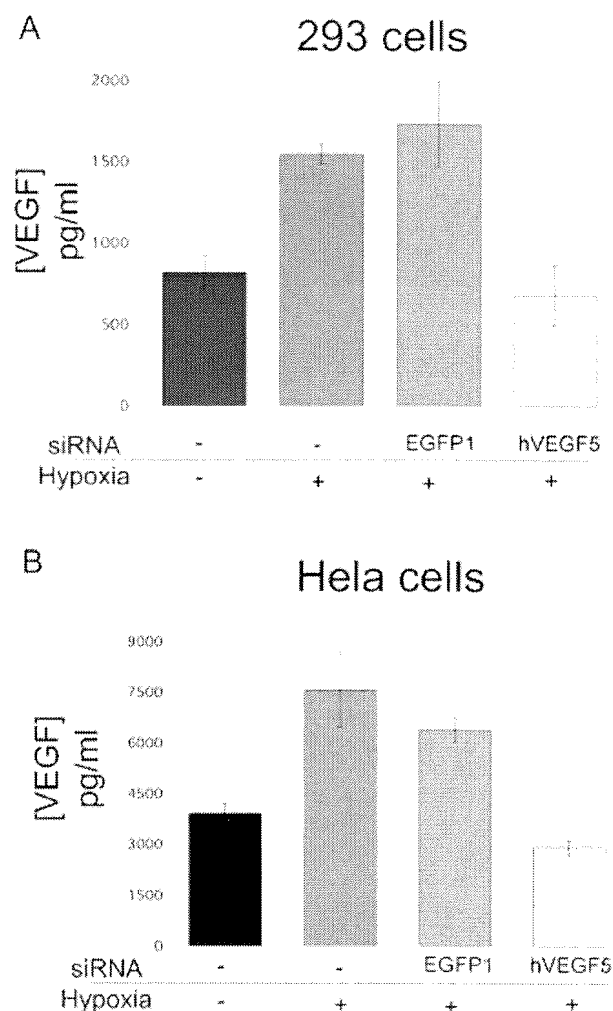 A
293 cells
2000
1500
1000
500
0
[VEGF]
pg/ml
siRNA - - EGFP1 hVEGF5
Hypoxia - + + +
B
Hela cells
9000
7500
6000
4500
3000
1500
0
[VEGF]
pg/ml
siRNA - - EGFP1 hVEGF5
Hypoxia - + + +